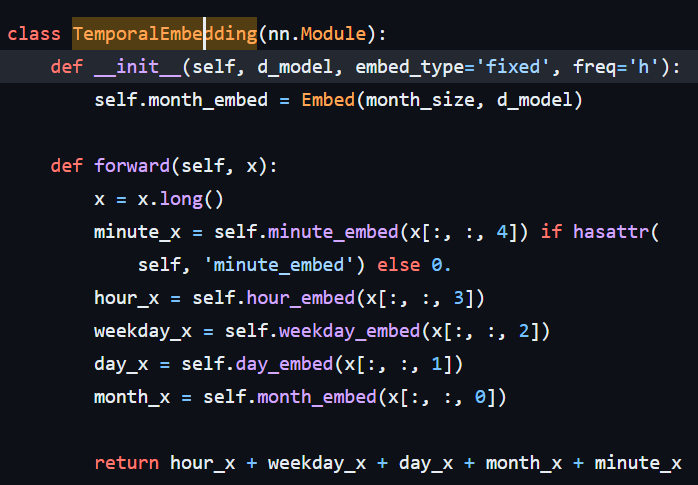 class TemporalEmbedding(nn.Module):
    def __init__(self, d_model, embed_type='fixed', freq='h'):
        self.month_embed = Embed(month_size, d_model)

    def forward(self, x):
        x = x.long()
        minute_x = self.minute_embed(x[:, :, 4]) if hasattr(
            self, 'minute_embed') else 0.
        hour_x = self.hour_embed(x[:, :, 3])
        weekday_x = self.weekday_embed(x[:, :, 2])
        day_x = self.day_embed(x[:, :, 1])
        month_x = self.month_embed(x[:, :, 0])

        return hour_x + weekday_x + day_x + month_x + minute_x